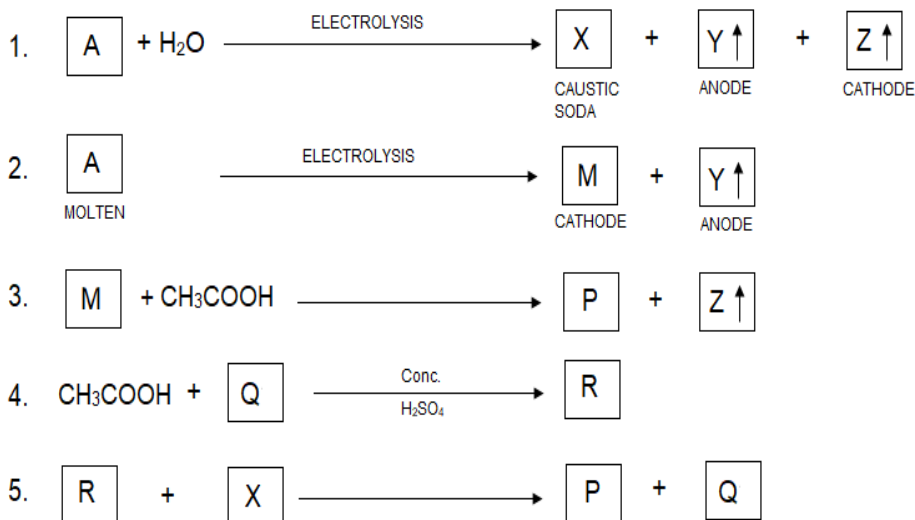 1. A + H₂O ELECTROLYSIS X + Y ↑ + Z ↑
CAUSTIC SODA ANODE CATHODE
2. A ELECTROLYSIS M + Y ↑
MOLTEN CATHODE ANODE
3. M + CH₃COOH P + Z ↑
4. CH₃COOH + Q Conc. H₂SO₄ R
5. R + X P + Q